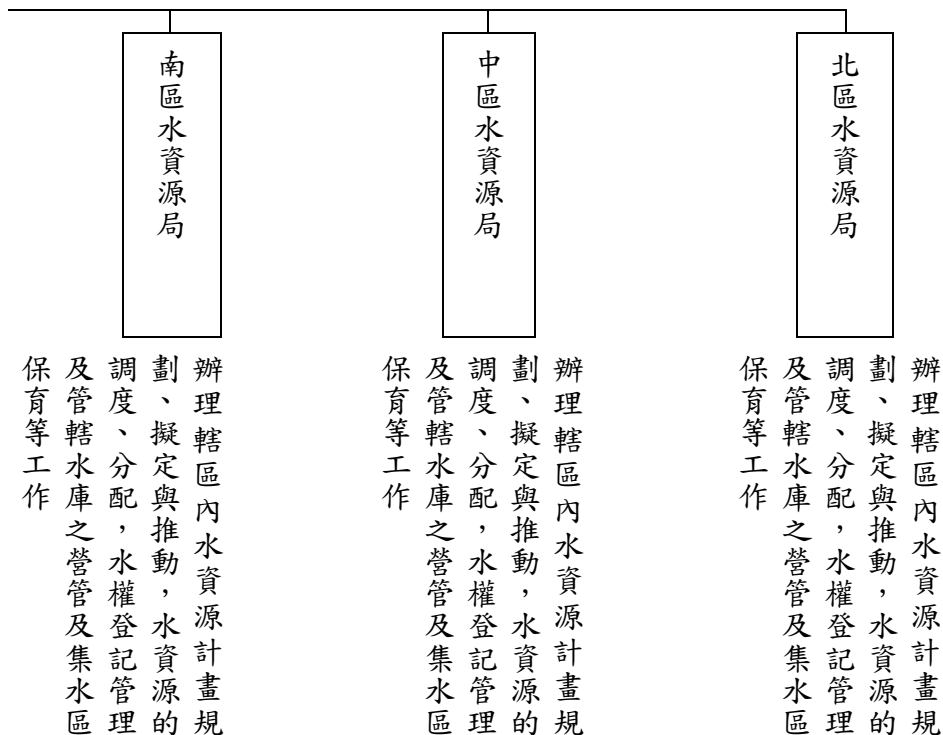 北區水資源局
辦理轄區內水資源計畫規
劃、擬定與推動，水資源的
調度、分配，水權登記管理
及管轄水庫之營管及集水區
保育等工作
中區水資源局
辦理轄區內水資源計畫規
劃、擬定與推動，水資源的
調度、分配，水權登記管理
及管轄水庫之營管及集水區
保育等工作
南區水資源局
辦理轄區內水資源計畫規
劃、擬定與推動，水資源的
調度、分配，水權登記管理
及管轄水庫之營管及集水區
保育等工作